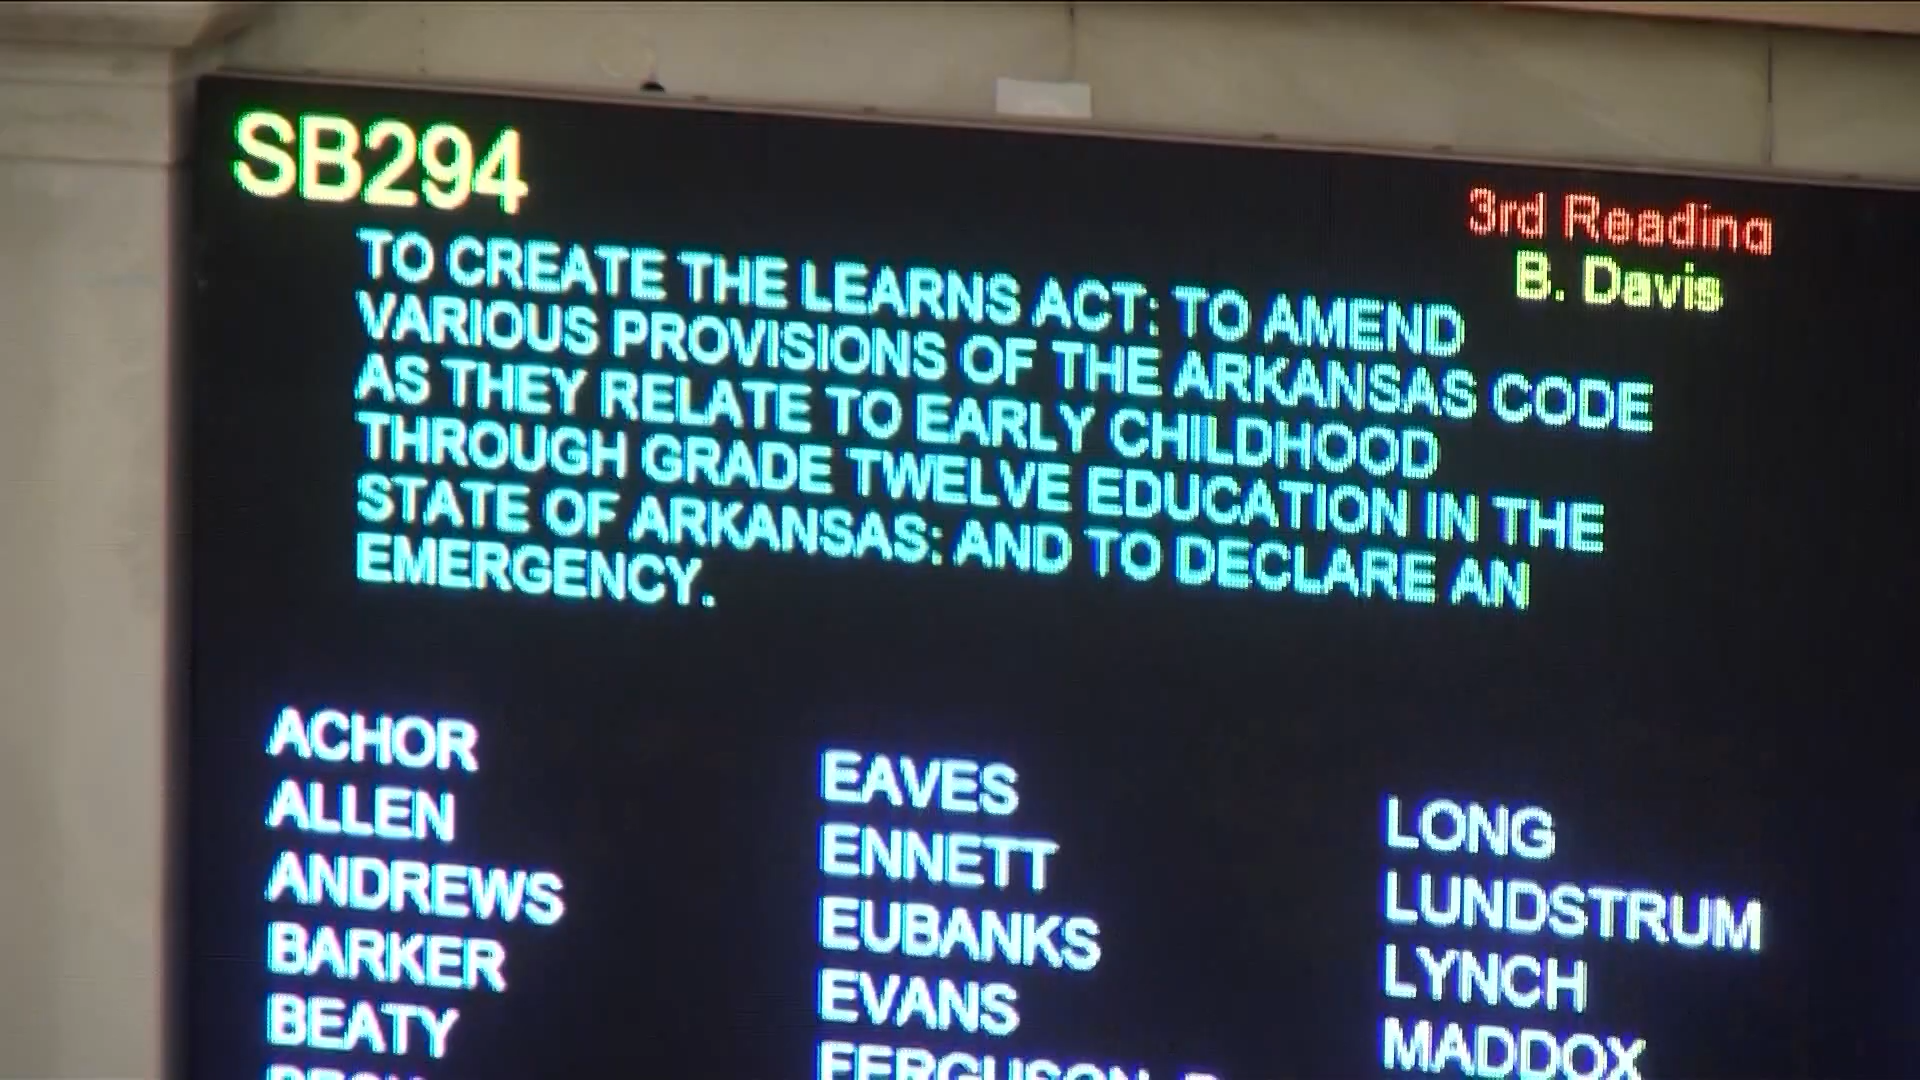 SB294
3rd Reading
B. Davis
TO CREATE THE LEARNS ACT; TO AMEND
VARIOUS PROVISIONS OF THE ARKANSAS CODE
AS THEY RELATE TO EARLY CHILDHOOD
THROUGH GRADE TWELVE EDUCATION IN THE
STATE OF ARKANSAS; AND TO DECLARE AN
EMERGENCY.
ACHOR
ALLEN
ANDREWS
BARKER
BEATY
EAVES
ENNETT
EUBANKS
EVANS
FERGUSON
LONG
LUNDSTRUM
LYNCH
MADDOX